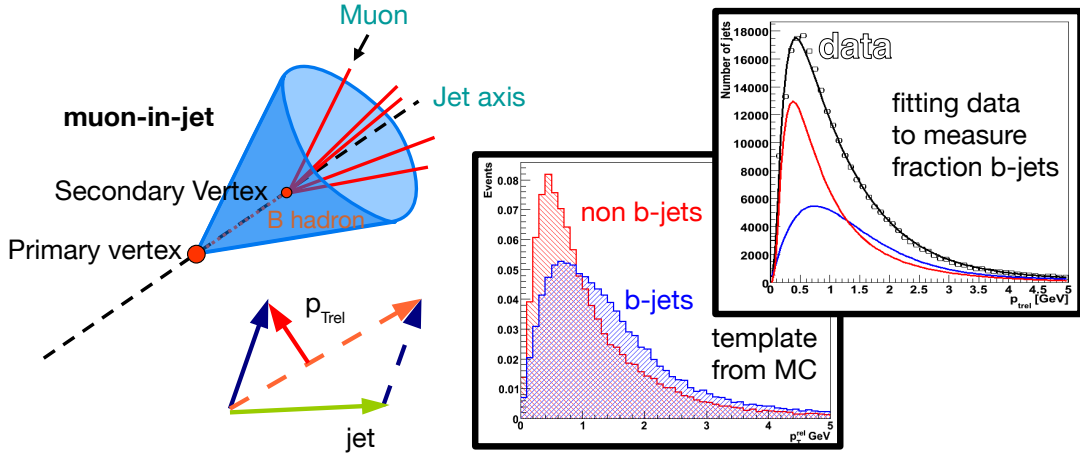 Muon
muon-in-jet
Jet axis
Secondary Vertex
B hadron
Primary vertex
p_Trel
jet
Events
0.08
0.07
0.06
0.05
0.04
0.03
0.02
0.01
0
non b-jets
b-jets
template
from MC
0 1 2 3 4 5
p_T^rel GeV
Number of jets
18000
16000
14000
12000
10000
8000
6000
4000
2000
0
data
fitting data
to measure
fraction b-jets
0 0.5 1 1.5 2 2.5 3 3.5 4 4.5 5
p_trel [GeV]